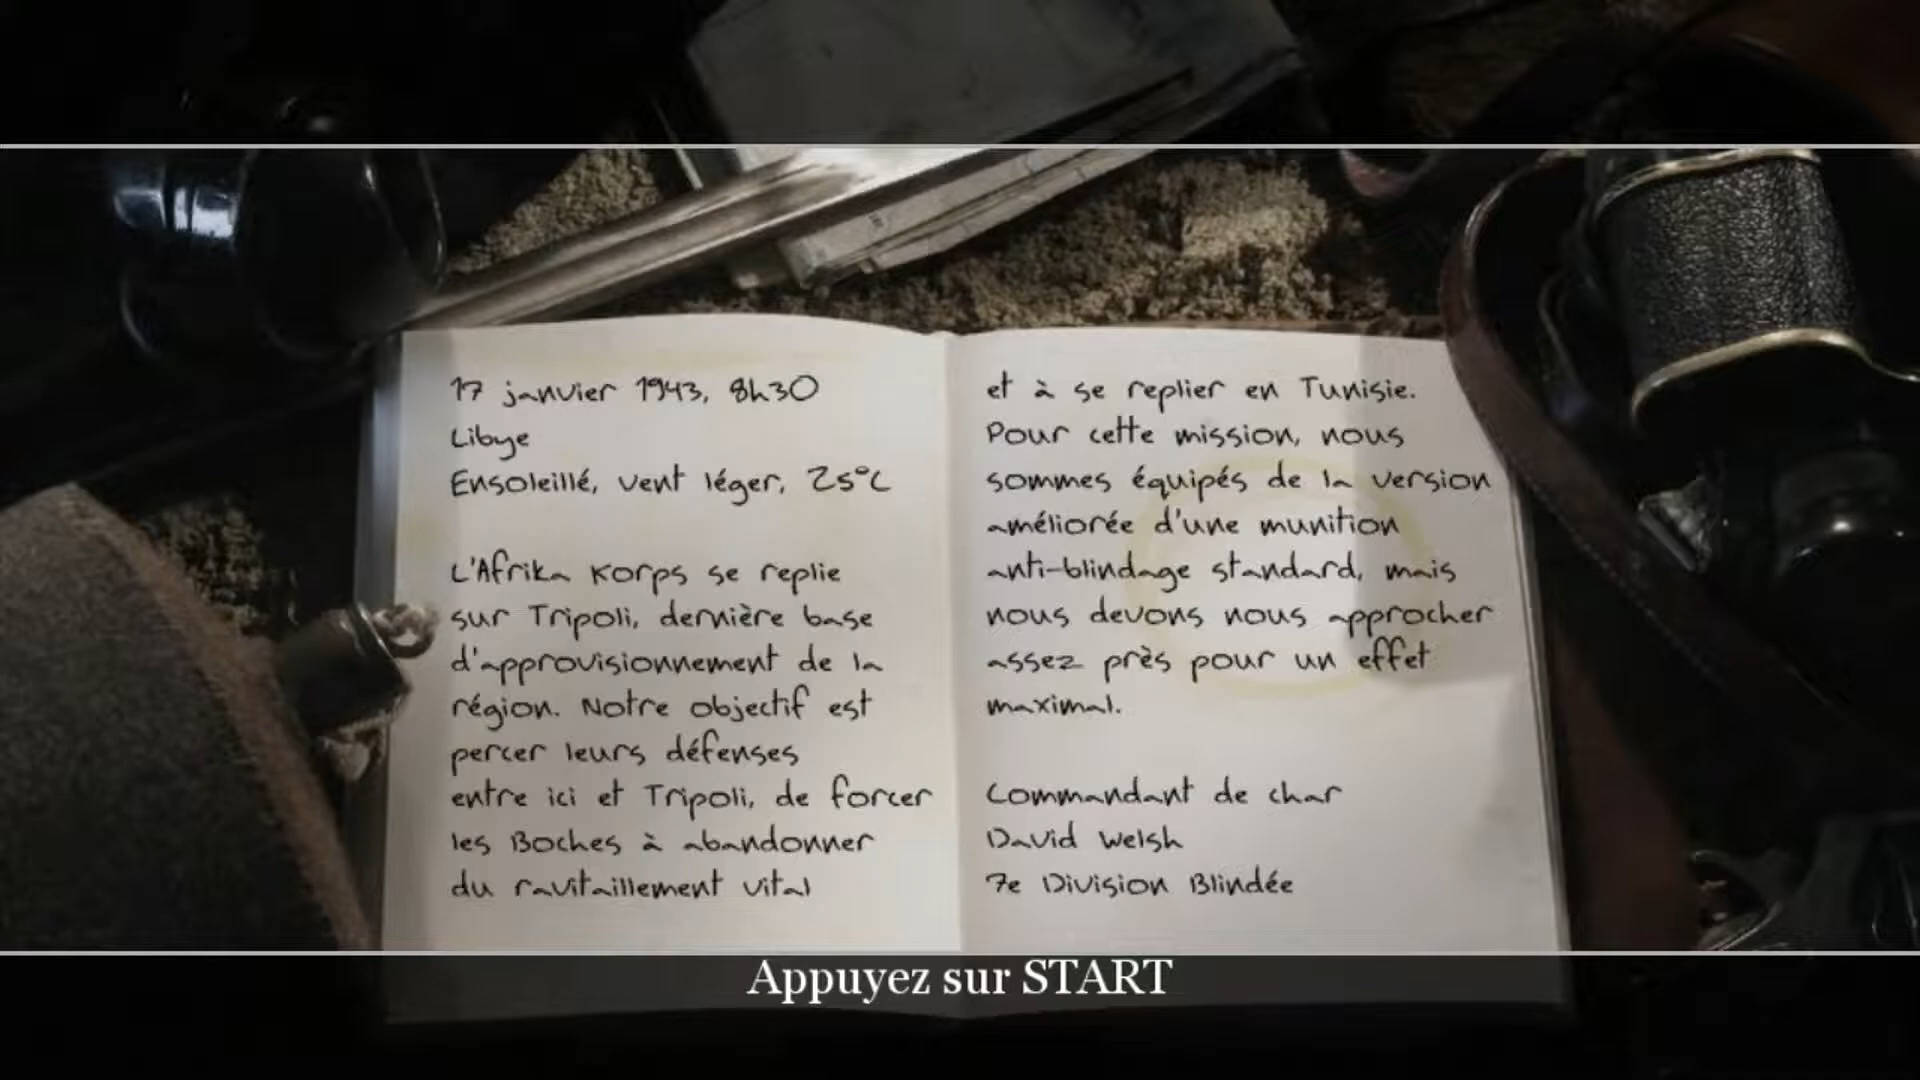 17 janvier 1943, 8h30
Libye
Ensoleillé, vent léger, 25°C
L'Afrika Korps se replie
sur Tripoli, dernière base
d'approvisionnement de la
région. Notre objectif est
percer leurs défenses
entre ici et Tripoli, de forcer
les Boches à abandonner
du ravitaillement vital
et à se replier en Tunisie.
Pour cette mission, nous
sommes équipés de la version
améliorée d'une munition
anti-blindage standard, mais
nous devons nous approcher
assez près pour un effet
maximal.
Commandant de char
David Welsh
7e Division Blindée
Appuyez sur START